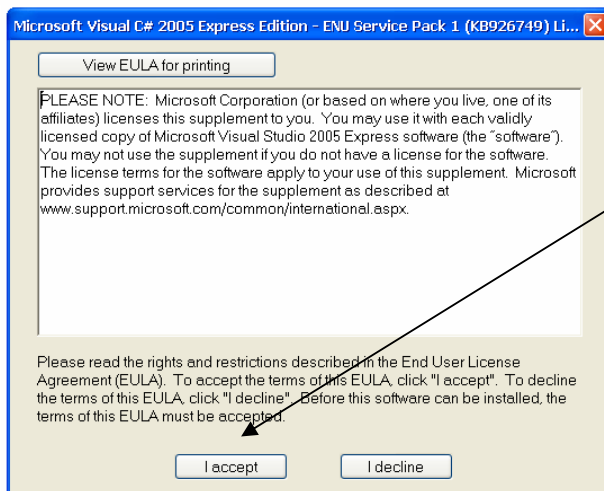 Microsoft Visual C# 2005 Express Edition - ENU Service Pack 1 (KB926749) Li...
View EULA for printing
PLEASE NOTE: Microsoft Corporation (or based on where you live, one of its
affiliates) licenses this supplement to you. You may use it with each validly
licensed copy of Microsoft Visual Studio 2005 Express software (the "software").
You may not use the supplement if you do not have a license for the software.
The license terms for the software apply to your use of this supplement. Microsoft
provides support services for the supplement as described at
www.support.microsoft.com/common/international.aspx.
Please read the rights and restrictions described in the End User License
Agreement (EULA). To accept the terms of this EULA, click "I accept". To decline
the terms of this EULA, click "I decline". Before this software can be installed, the
terms of this EULA must be accepted.
I accept
I decline